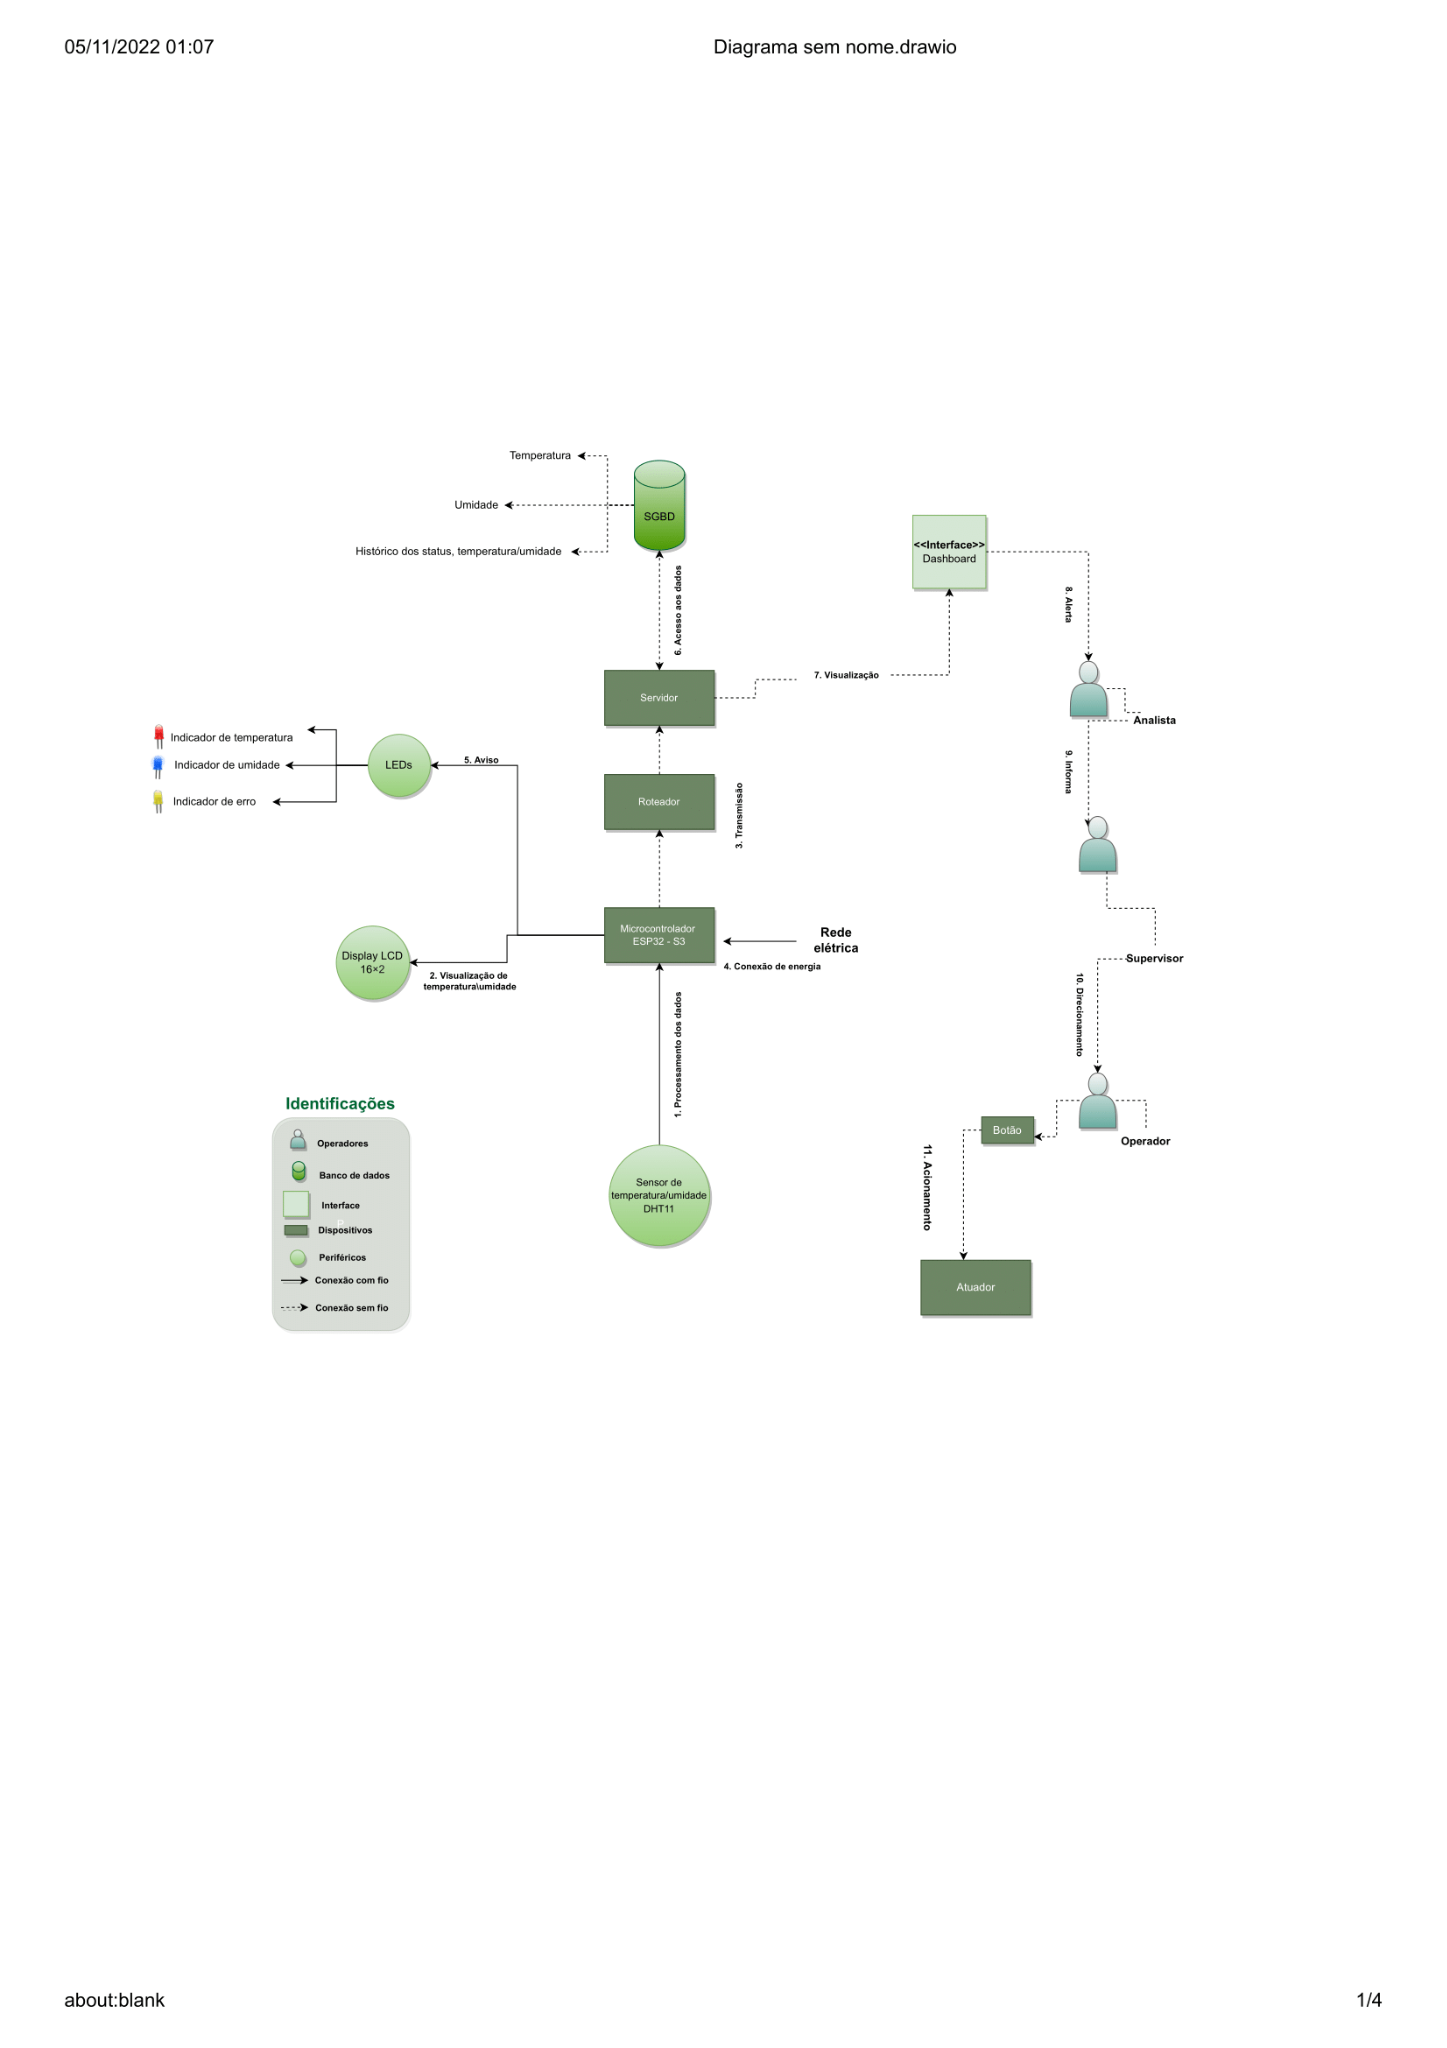 05/11/2022 01:07
Diagrama sem nome.drawio
Temperatura
Umidade
SGBD
Histórico dos status, temperatura/umidade
<<Interface>>
Dashboard
6. Acesso aos dados
8. Alerta
Servidor
7. Visualização
Analista
Indicador de temperatura
Indicador de umidade
Indicador de erro
LEDs
5. Aviso
9. Informa
Roteador
3. Transmissão
Microcontrolador
ESP32 - S3
Rede
elétrica
4. Conexão de energia
Display LCD
16×2
2. Visualização de
temperatura\umidade
Supervisor
10. Direcionamento
1. Processamento dos dados
Identificações
Operadores
Banco de dados
Interface
Dispositivos
Periféricos
Conexão com fio
Conexão sem fio
Sensor de
temperatura/umidade
DHT11
Botão
Operador
11. Acionamento
Atuador
about:blank
1/4